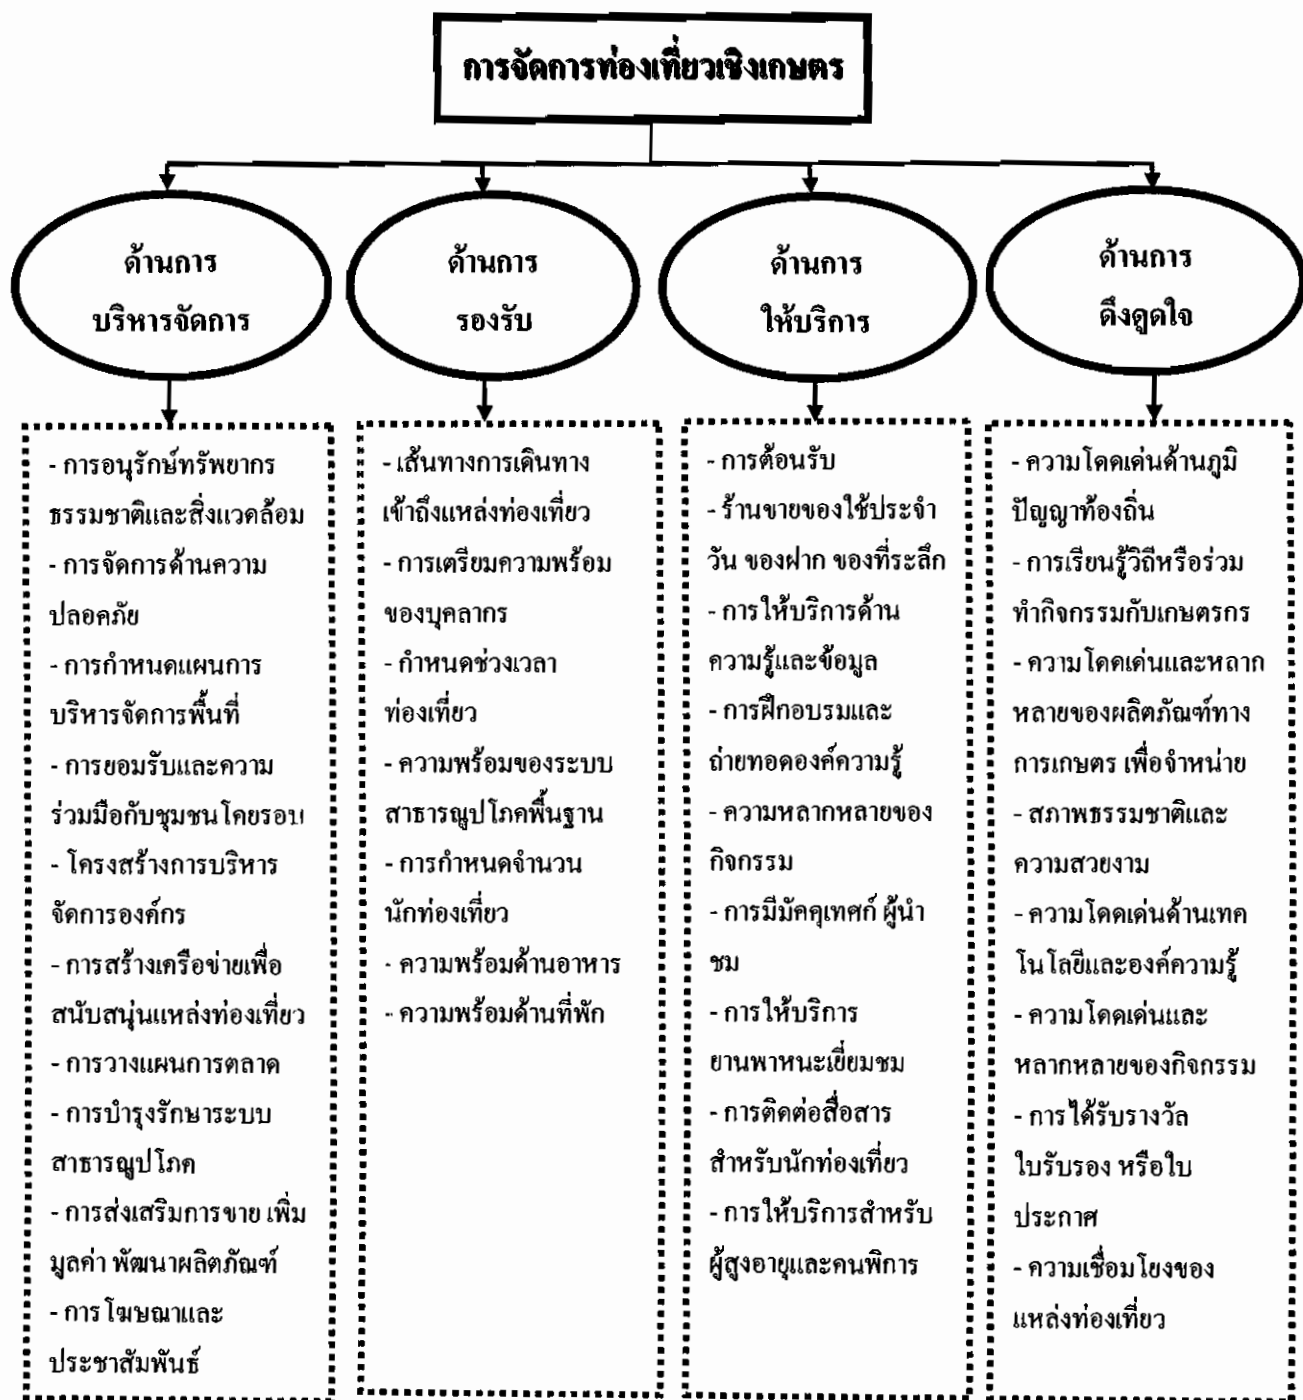 การจัดการท่องเที่ยวเชิงเกษตร
ด้านการ
บริหารจัดการ
ด้านการ
รองรับ
ด้านการ
ให้บริการ
ด้านการ
ดึงดูดใจ
- การอนุรักษ์ทรัพยากร
ธรรมชาติและสิ่งแวดล้อม
- การจัดการด้านความ
ปลอดภัย
- การกำหนดแผนการ
บริหารจัดการพื้นที่
- การยอมรับและความ
ร่วมมือกับชุมชนโดยรอบ
- โครงสร้างการบริหาร
จัดการองค์กร
- การสร้างเครือข่ายเพื่อ
สนับสนุ่นแหล่งท่องเที่ยว
- การวางแผนการตลาด
- การบำรุงรักษาระบบ
สาธารณูปโภค
- การส่งเสริมการขาย เพิ่ม
มูลค่า พัฒนาผลิตภัณฑ์
- การโฆษณาและ
ประชาสัมพันธ์
- เส้นทางการเดินทาง
เข้าถึงแหล่งท่องเที่ยว
- การเตรียมความพร้อม
ของบุคลากร
- กำหนดช่วงเวลา
ท่องเที่ยว
- ความพร้อมของระบบ
สาธารณูปโภคพื้นฐาน
- การกำหนดจำนวน
นักท่องเที่ยว
- ความพร้อมด้านอาหาร
- ความพร้อมด้านที่พัก
- การต้อนรับ
- ร้านขายของใช้ประจำ
วัน ของฝาก ของที่ระลึก
- การให้บริการด้าน
ความรู้และข้อมูล
- การฝึกอบรมและ
ถ่ายทอดองค์ความรู้
- ความหลากหลายของ
กิจกรรม
- การมีมัคคุเทศก์ ผู้นำ
ชม
- การให้บริการ
ยานพาหนะเยี่ยมชม
- การติดต่อสื่อสาร
สำหรับนักท่องเที่ยว
- การให้บริการสำหรับ
ผู้สูงอายุและคนพิการ
- ความโดดเด่นด้านภูมิ
ปัญญาท้องถิ่น
- การเรียนรู้วิถีหรือร่วม
ทำกิจกรรมกับเกษตรกร
- ความโดดเด่นและหลาก
หลายของผลิตภัณฑ์ทาง
การเกษตร เพื่อจำหน่าย
- สภาพธรรมชาติและ
ความสวยงาม
- ความโดดเด่นด้านเทค
โนโลยีและองค์ความรู้
- ความโดดเด่นและ
หลากหลายของกิจกรรม
- การได้รับรางวัล
ใบรับรอง หรือใบ
ประกาศ
- ความเชื่อมโยงของ
แหล่งท่องเที่ยว